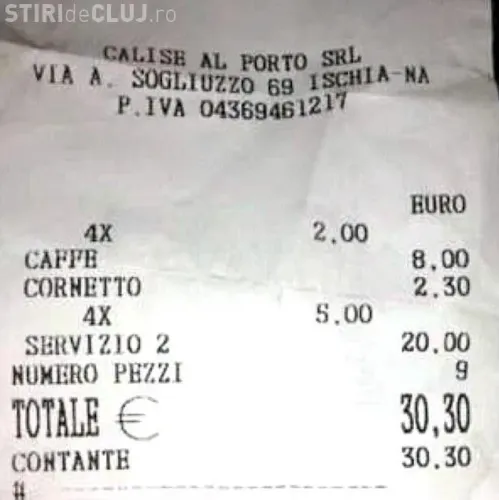 STIRIdeCLUJ.ro
CALISE AL PORTO SRL
VIA A. SOGLIUZZO 69 ISCHIA-NA
P.IVA 04369461217
EURO
4X 2.00
CAFFE 8.00
CORNETTO 2.30
4X 5.00
SERVIZIO 2 20.00
NUMERO PEZZI 9
TOTALE € 30,30
CONTANTE 30.30